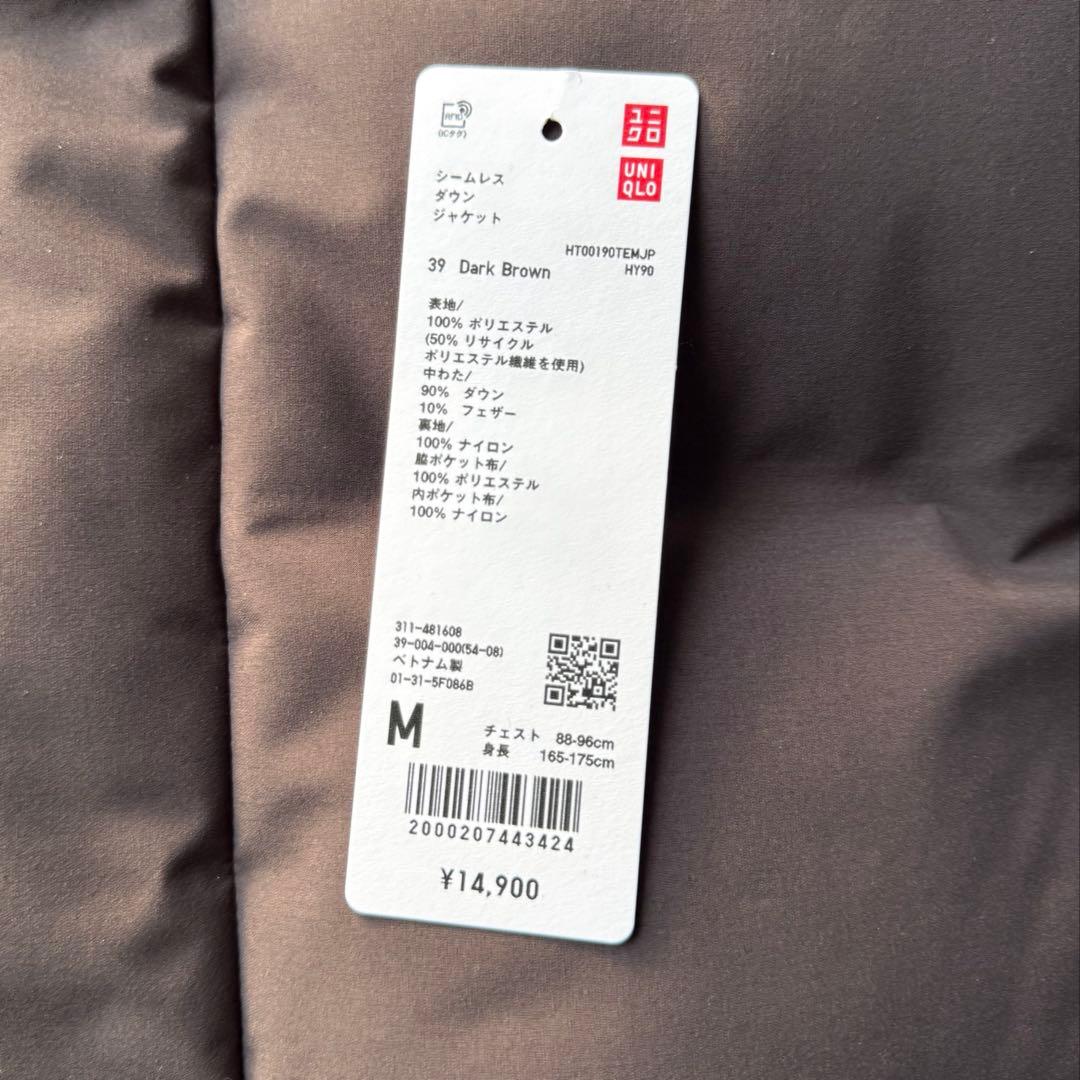 (ICタグ)
ユニ
クロ
UNI
QLO
シームレス
ダウン
ジャケット
HT00190TEMJP
HY90
39 Dark Brown
表地/
100% ポリエステル
(50% リサイクル
ポリエステル繊維を使用)
中わた/
90% ダウン
10% フェザー
裏地/
100% ナイロン
脇ポケット布/
100% ポリエステル
内ポケット布/
100% ナイロン
311-481608
39-004-000(54-08)
ベトナム製
01-31-5F086B
M
チェスト 88-96cm
身長 165-175cm
2000207443424
¥14,900